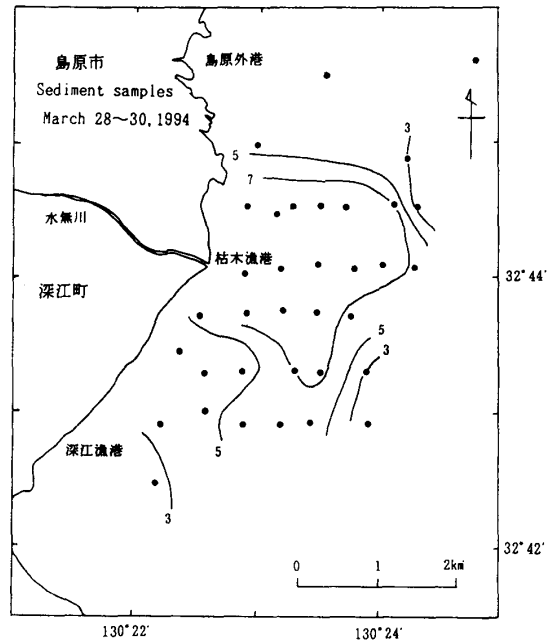 島原市
島原外港
Sediment samples
March 28～30,1994
3
5
7
水無川
枯木漁港
32°44'
深江町
5
3
5
深江漁港
3
32°42'
0 1 2km
130°22' 130°24'